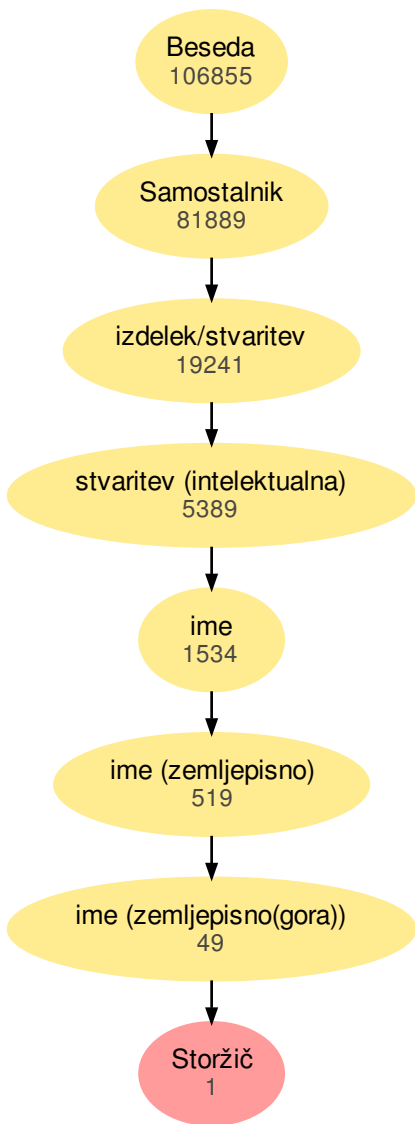 Beseda
106855
Samostalnik
81889
izdelek/stvaritev
19241
stvaritev (intelektualna)
5389
ime
1534
ime (zemljepisno)
519
ime (zemljepisno(gora))
49
Storžič
1